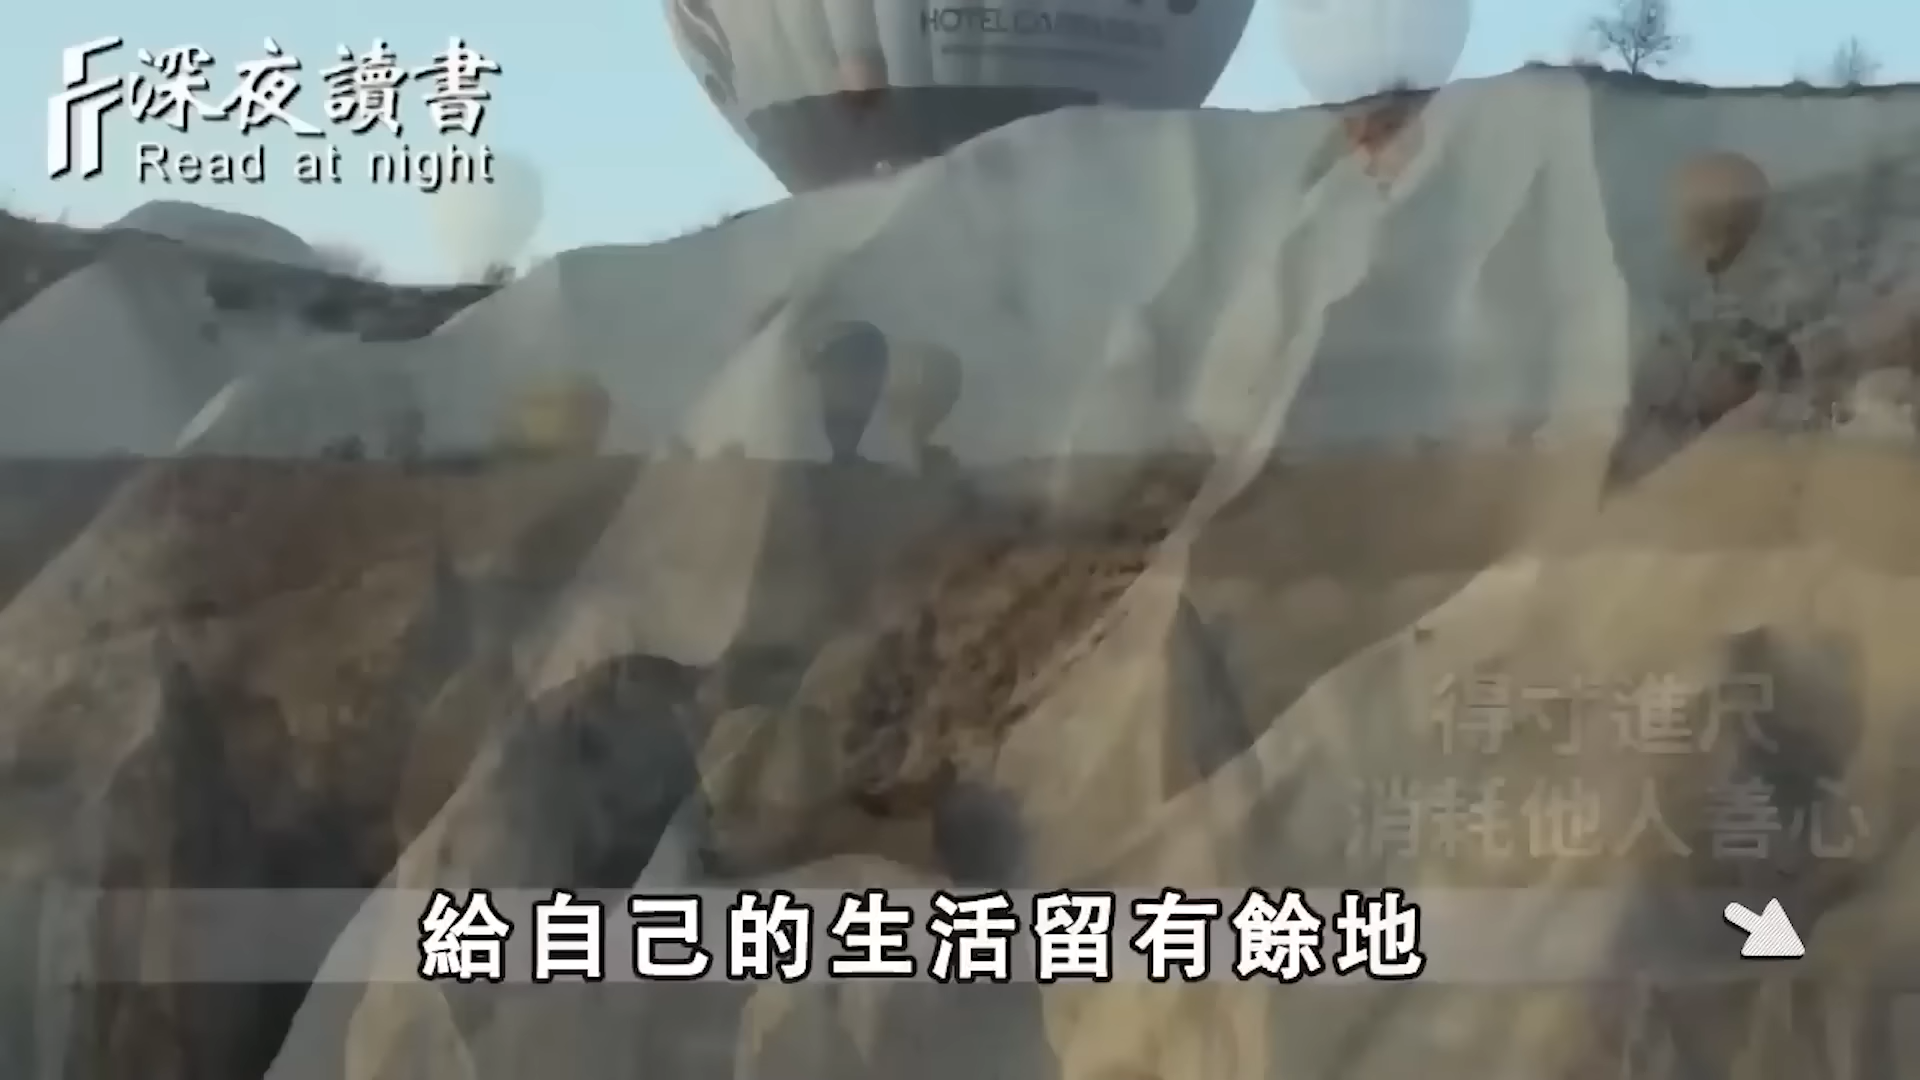 深夜讀書
Read at night
HOTEL
得寸進尺
消耗他人善心
給自己的生活留有餘地